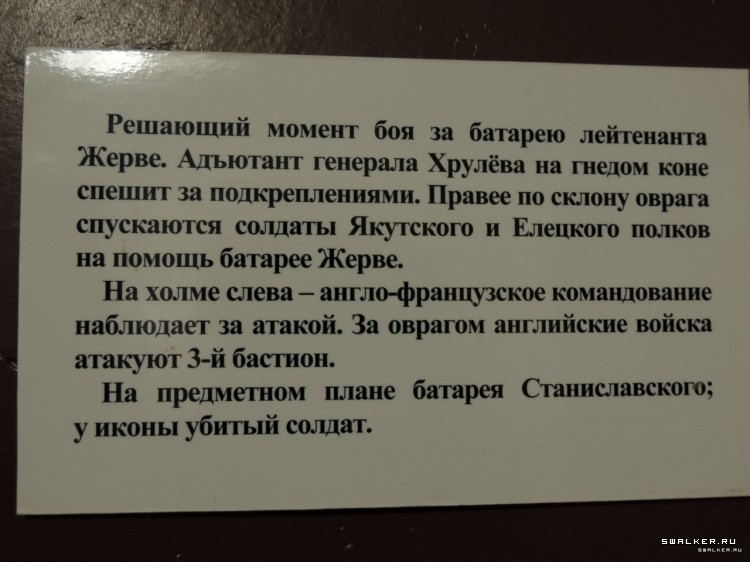 Решающий момент боя за батарею лейтенанта
Жерве. Адъютант генерала Хрулёва на гнедом коне
спешит за подкреплениями. Правее по склону оврага
спускаются солдаты Якутского и Елецкого полков
на помощь батарее Жерве.
На холме слева – англо-французское командование
наблюдает за атакой. За оврагом английские войска
атакуют 3-й бастион.
На предметном плане батарея Станиславского;
у иконы убитый солдат.
SWALKER.RU
SWALKER.RU